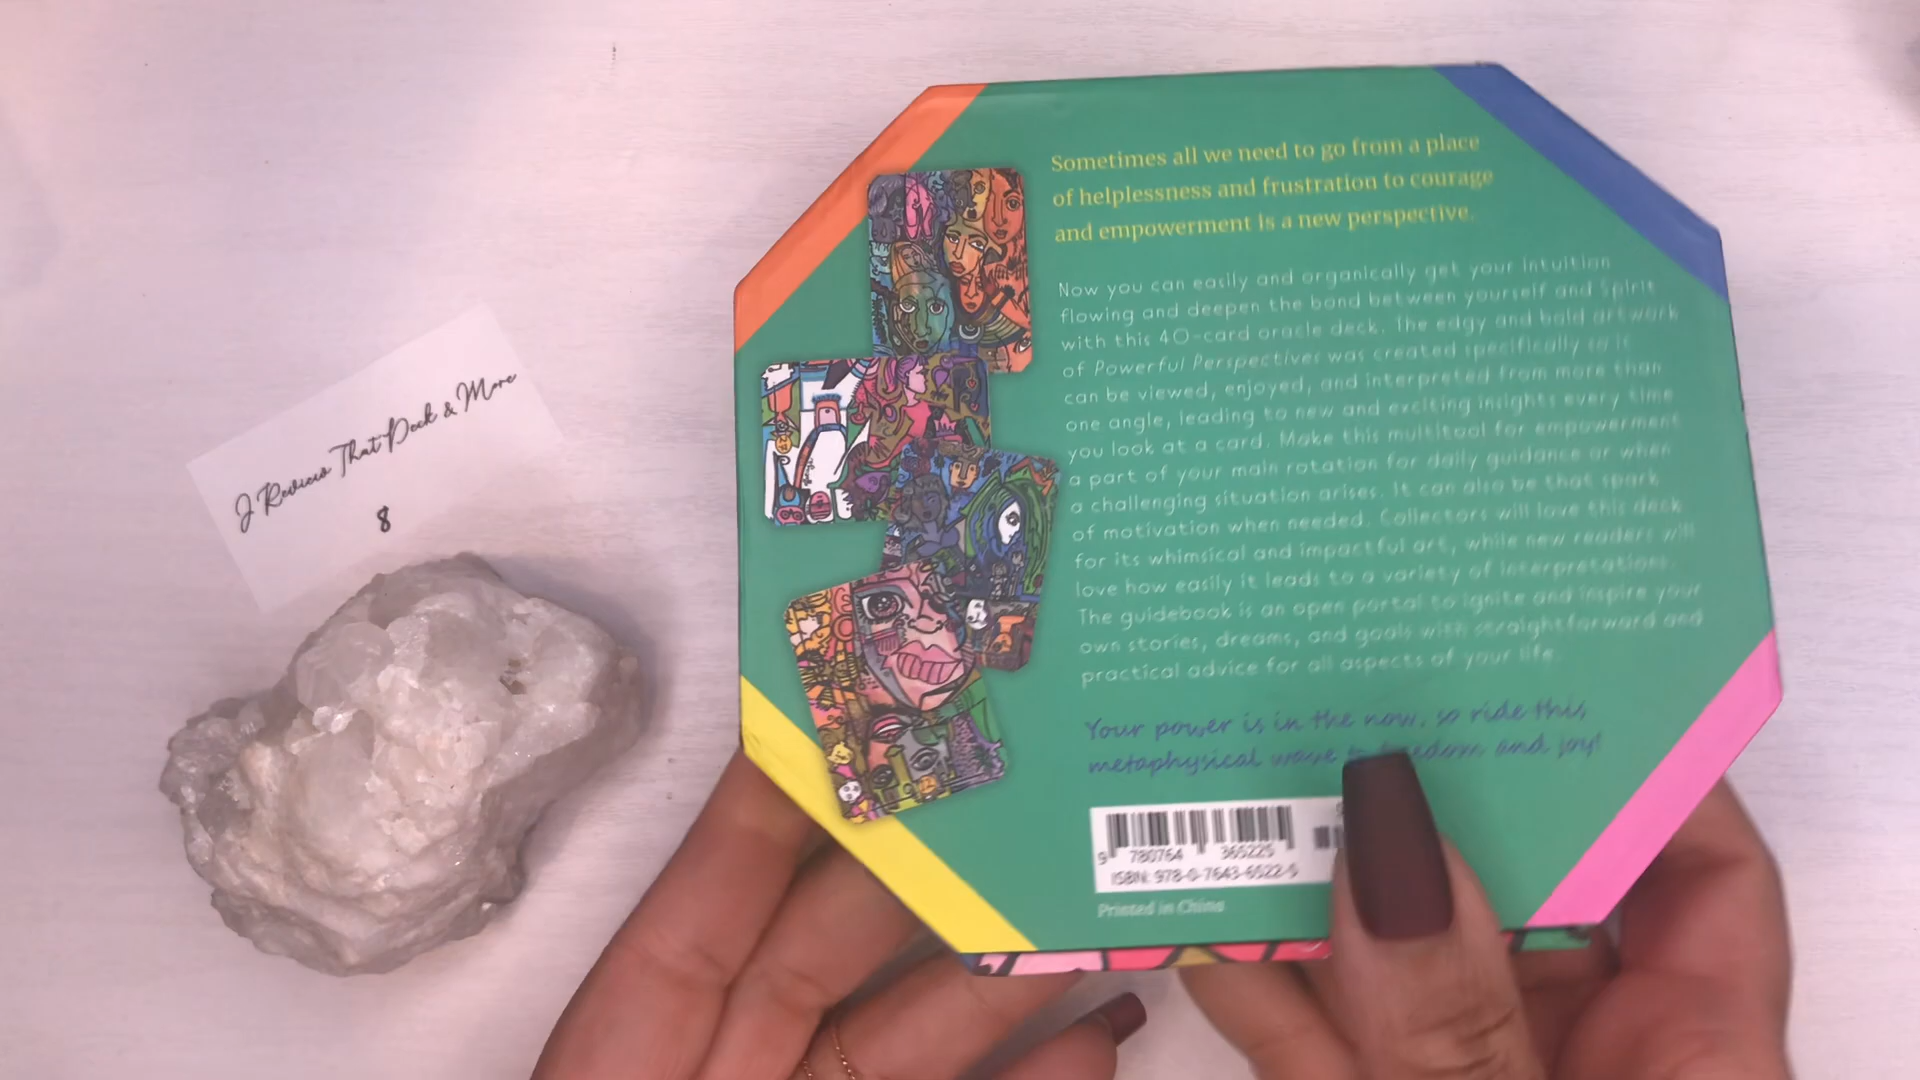 J Review That Deck & More
8
Sometimes all we need to go from a place
of helplessness and frustration to courage
and empowerment is a new perspective.
Now you can easily and organically get your intuition
flowing and deepen the bond between yourself and Spirit
with this 40-card oracle deck. The edgy and bold artwork
of Powerful Perspectives was created specifically so it
can be viewed, enjoyed, and interpreted from more than
one angle, leading to new and exciting insights every time
you look at a card. Make this multitool for empowerment
a part of your main rotation for daily guidance or when
a challenging situation arises. It can also be that spark
of motivation when needed. Collectors will love this deck
for its whimsical and impactful art, while new readers will
love how easily it leads to a variety of interpretations.
The guidebook is an open portal to ignite and inspire your
own stories, dreams, and goals with straightforward and
practical advice for all aspects of your life.
Your power is in the now, so ride this
metaphysical wave and joy!
9 780764 365225
ISBN: 978-0-7643-6522-5
Printed in China